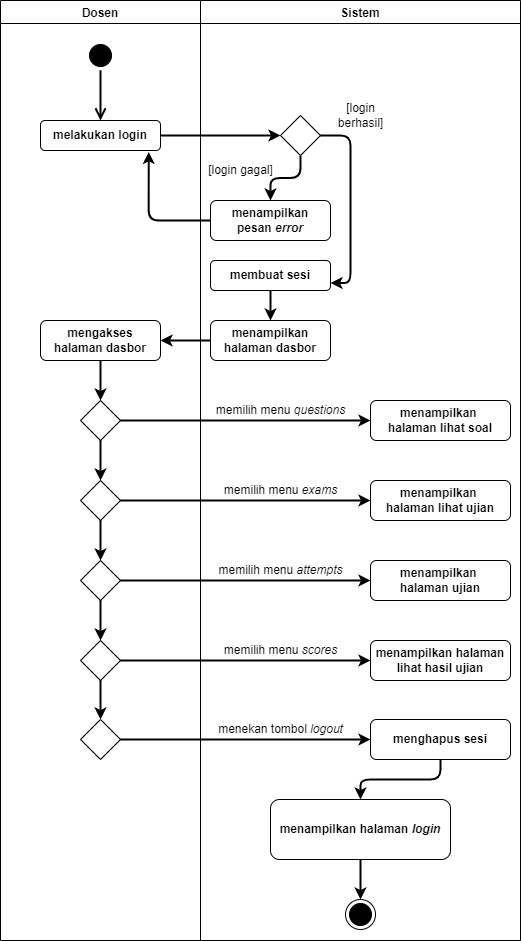 Dosen
Sistem
melakukan login
[login
berhasil]
[login gagal]
menampilkan
pesan error
membuat sesi
mengakses
halaman dasbor
menampilkan
halaman dasbor
memilih menu questions
menampilkan
halaman lihat soal
memilih menu exams
menampilkan
halaman lihat ujian
memilih menu attempts
menampilkan
halaman ujian
memilih menu scores
menampilkan halaman
lihat hasil ujian
menekan tombol logout
menghapus sesi
menampilkan halaman login